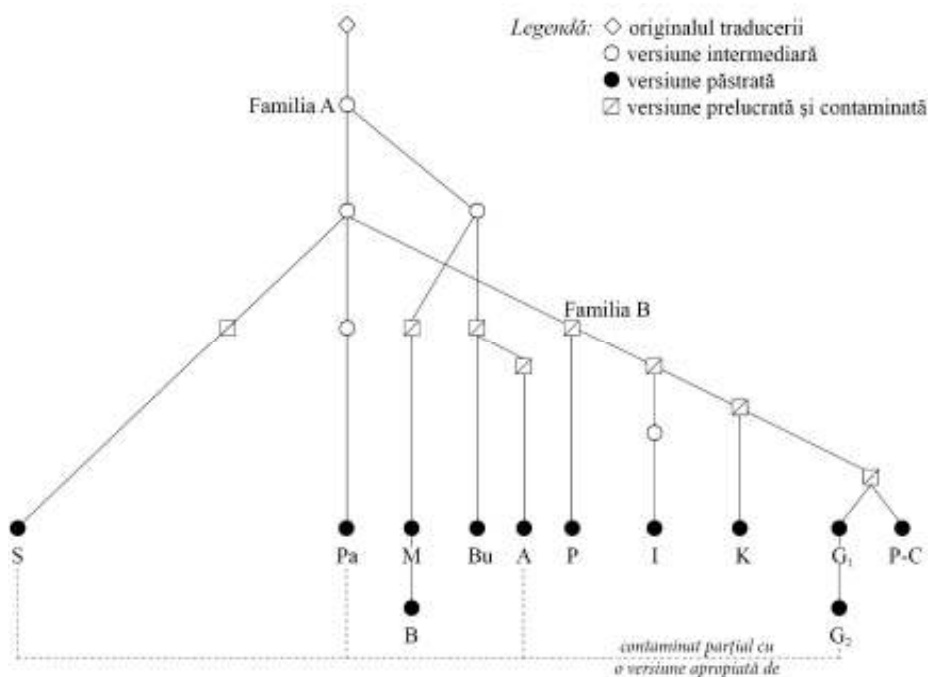 Legendă: originalul traducerii
versiune intermediară
Familia A
versiune păstrată
versiune prelucrată și contaminată
Familia B
S Pa M Bu A P I K G₁ P-C
B G₂
contaminat parțial cu
o versiune apropiată de